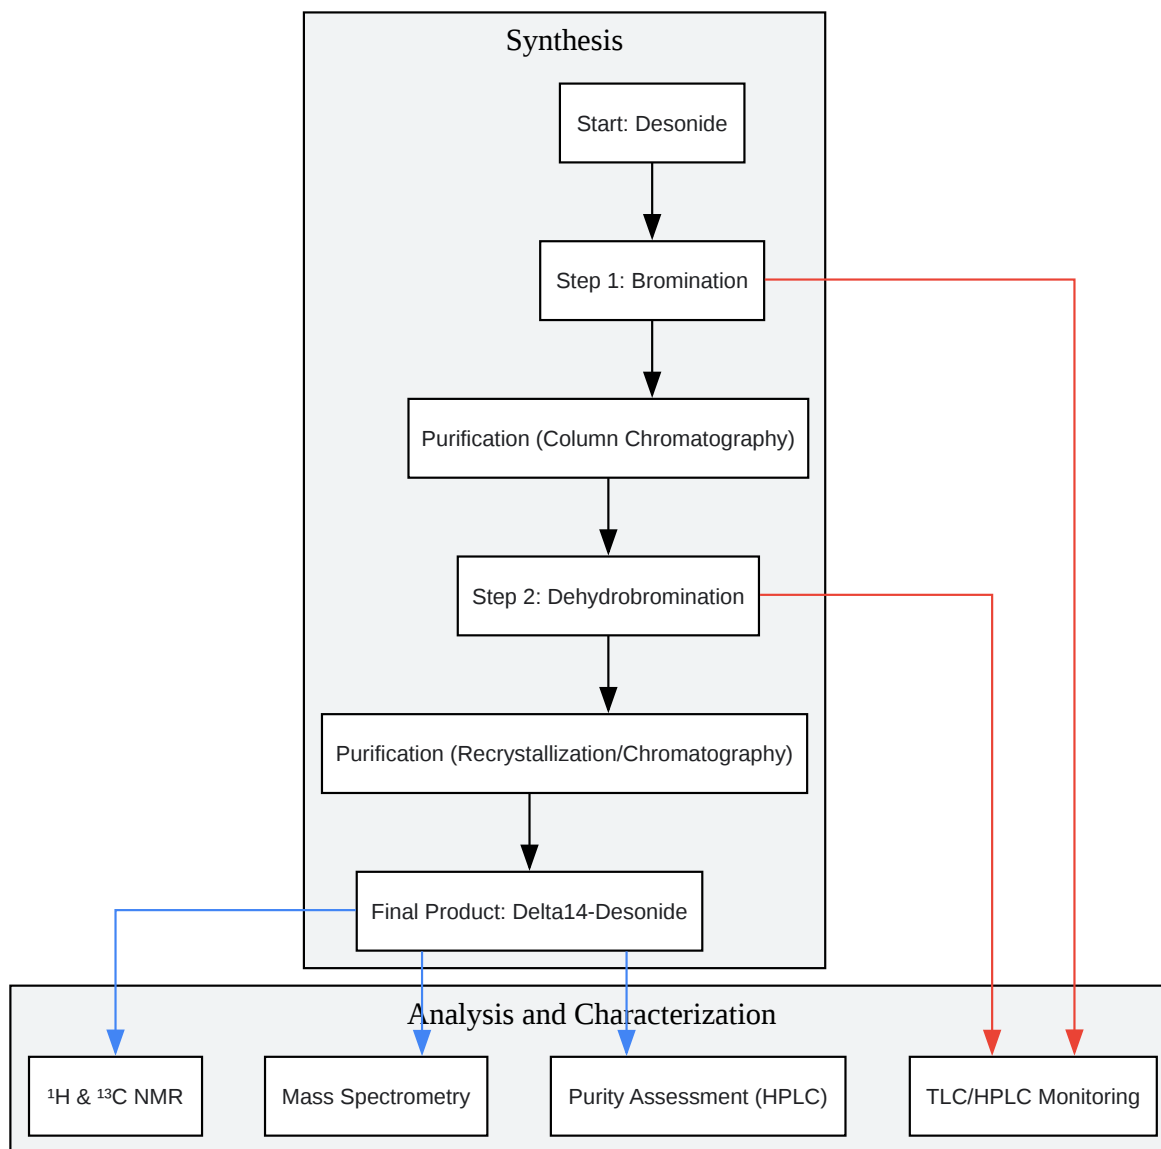 Synthesis
Start: Desonide
Step 1: Bromination
Purification (Column Chromatography)
Step 2: Dehydrobromination
Purification (Recrystallization/Chromatography)
Final Product: Delta14-Desonide
Analysis and Characterization
¹H & ¹³C NMR
Mass Spectrometry
Purity Assessment (HPLC)
TLC/HPLC Monitoring